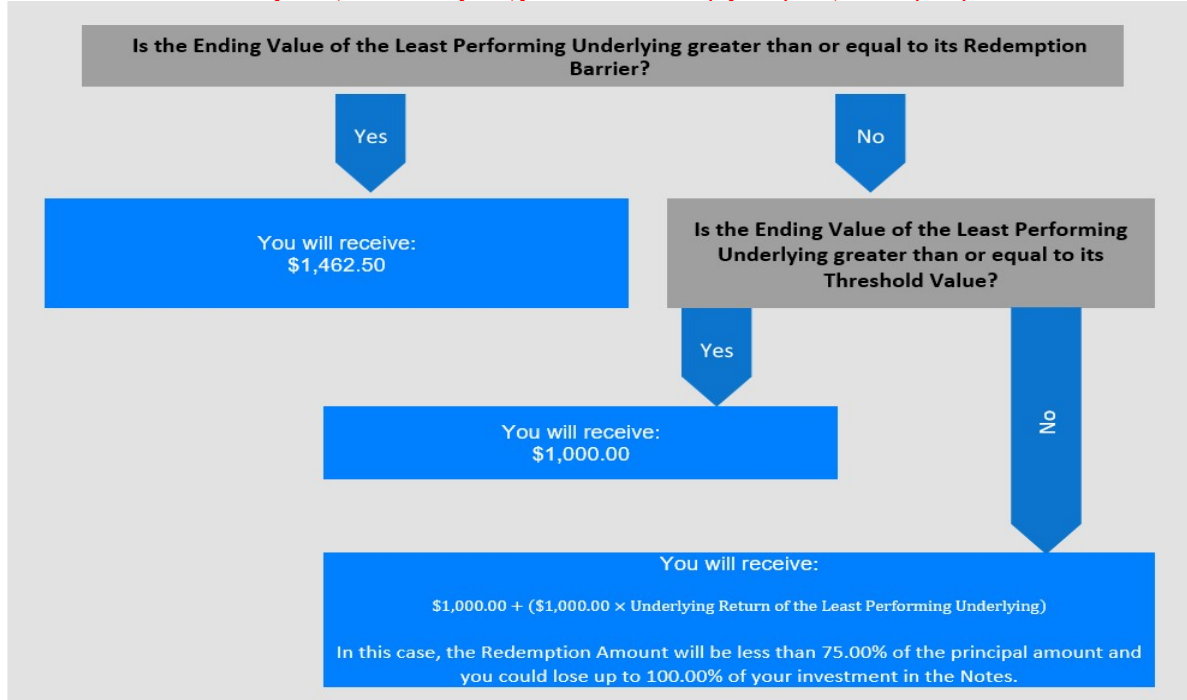 Is the Ending Value of the Least Performing Underlying greater than or equal to its Redemption
Barrier?
Yes
No
You will receive:
$1,462.50
Is the Ending Value of the Least Performing
Underlying greater than or equal to its
Threshold Value?
Yes
No
You will receive:
$1,000.00
You will receive:
$1,000.00 + ($1,000.00 × Underlying Return of the Least Performing Underlying)
In this case, the Redemption Amount will be less than 75.00% of the principal amount and
you could lose up to 100.00% of your investment in the Notes.